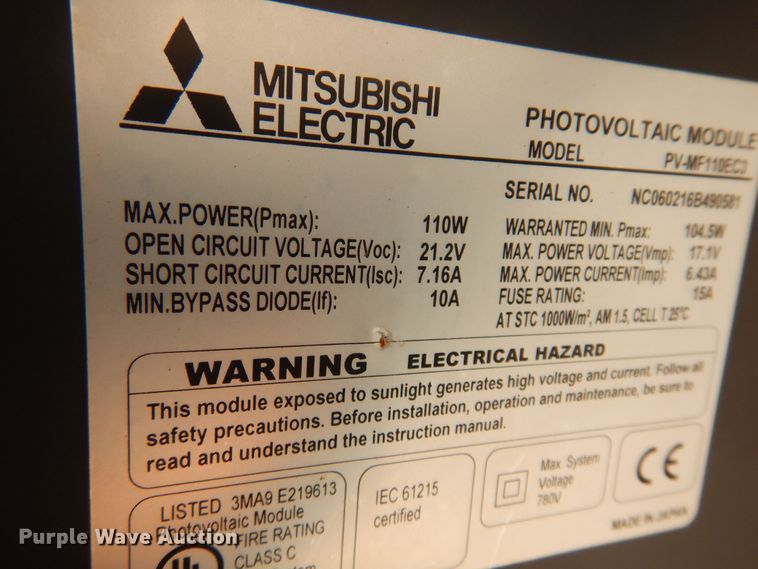 MITSUBISHI
ELECTRIC
PHOTOVOLTAIC MODULE
MODEL PV-MF110EC3
SERIAL NO. NC060216B490581
MAX.POWER(Pmax): 110W
OPEN CIRCUIT VOLTAGE(Voc): 21.2V
SHORT CIRCUIT CURRENT(Isc): 7.16A
MIN.BYPASS DIODE(If): 10A
WARRANTED MIN. Pmax: 104.5W
MAX. POWER VOLTAGE(Vmp): 17.1V
MAX. POWER CURRENT(Imp): 6.43A
FUSE RATING: 15A
AT STC 1000W/m², AM 1.5, CELL T 25°C
WARNING ELECTRICAL HAZARD
This module exposed to sunlight generates high voltage and current. Follow all
safety precautions. Before installation, operation and maintenance, be sure to
read and understand the instruction manual.
LISTED 3MA9 E219613
Photovoltaic Module
FIRE RATING
CLASS C
UL
IEC 61215
certified
Max. System
Voltage
780V
CE
MADE IN JAPAN
Purple Wave Auction